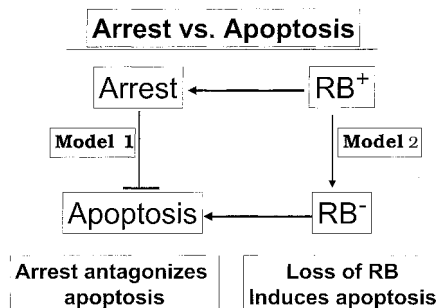 Arrest vs. Apoptosis
Arrest
RB⁺
Model 1
Model 2
Apoptosis
RB⁻
Arrest antagonizes
apoptosis
Loss of RB
Induces apoptosis